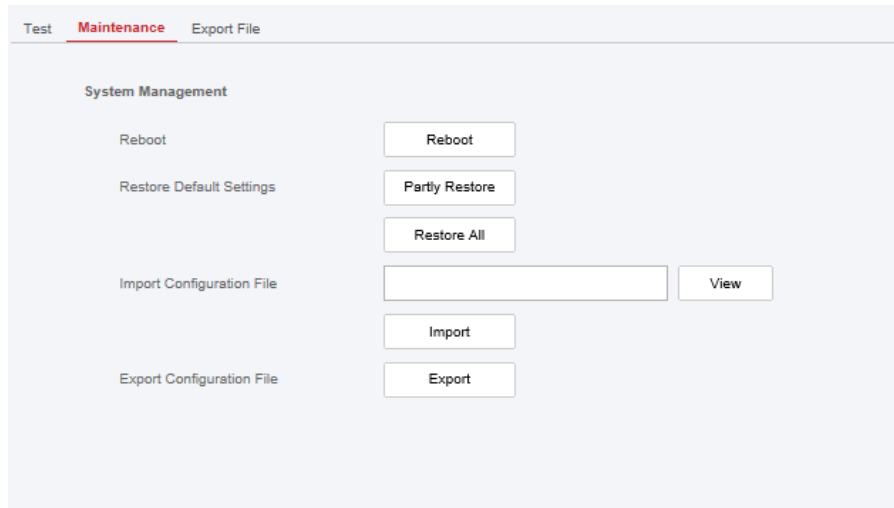 Test Maintenance Export File
System Management
Reboot Reboot
Restore Default Settings Partly Restore
Restore All
Import Configuration File View
Import
Export Configuration File Export